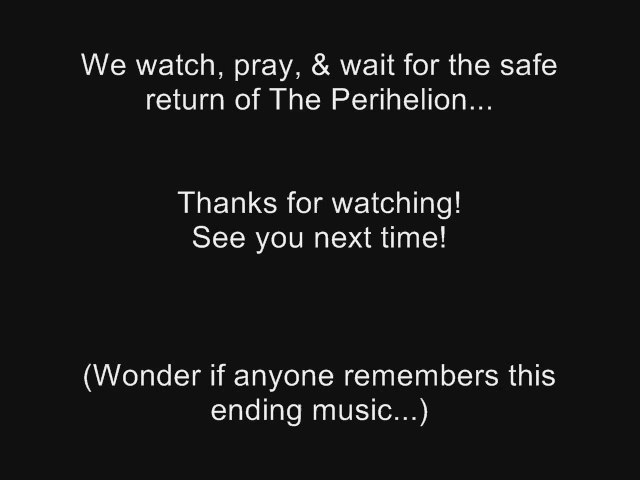 We watch, pray, & wait for the safe
return of The Perihelion...
Thanks for watching!
See you next time!
(Wonder if anyone remembers this
ending music...)